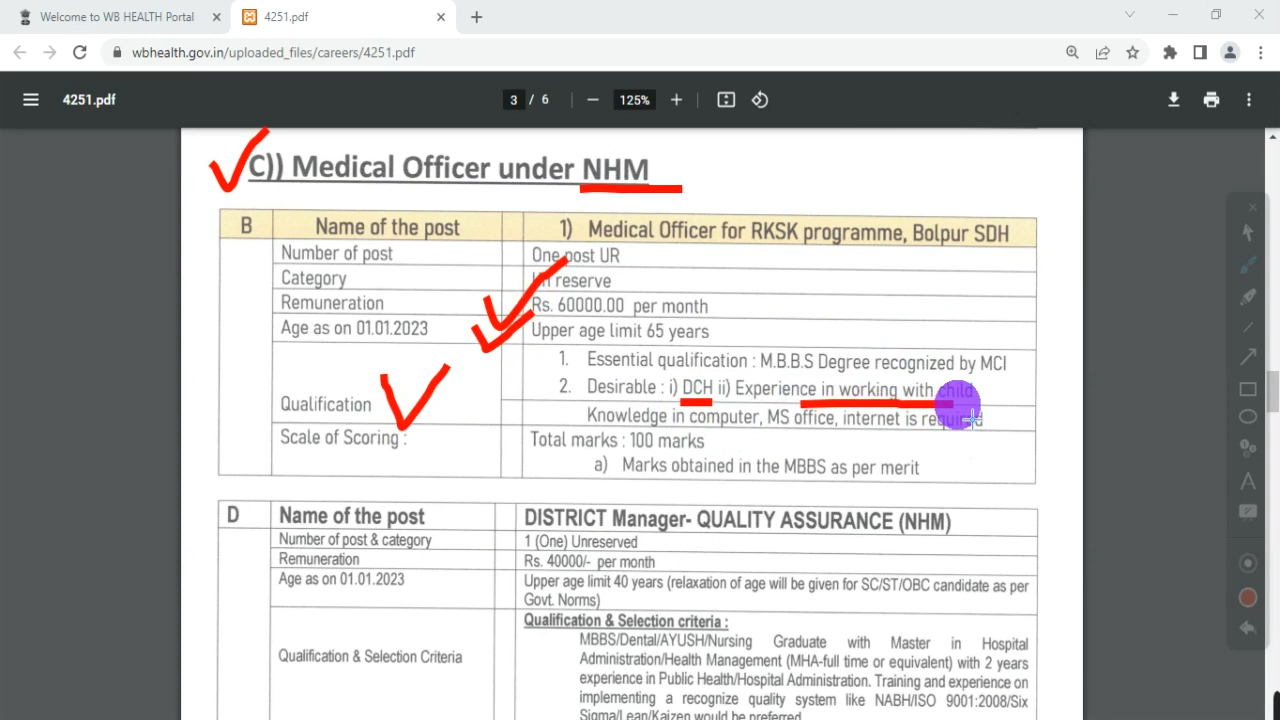 Welcome to WB HEALTH Portal
4251.pdf
wbhealth.gov.in/uploaded_files/careers/4251.pdf
4251.pdf
3 / 6
125%
C)) Medical Officer under NHM
B Name of the post 1) Medical Officer for RKSK programme, Bolpur SDH
Number of post One post UR
Category reserve
Remuneration Rs. 60000.00 per month
Age as on 01.01.2023 Upper age limit 65 years
1. Essential qualification : M.B.B.S Degree recognized by MCI
2. Desirable : i) DCH ii) Experience in working with child
Qualification Knowledge in computer, MS office, internet is required
Scale of Scoring : Total marks : 100 marks
a) Marks obtained in the MBBS as per merit
D Name of the post DISTRICT Manager- QUALITY ASSURANCE (NHM)
Number of post & category 1 (One) Unreserved
Remuneration Rs. 40000/- per month
Age as on 01.01.2023 Upper age limit 40 years (relaxation of age will be given for SC/ST/OBC candidate as per
Govt. Norms)
Qualification & Selection criteria :
MBBS/Dental/AYUSH/Nursing Graduate with Master in Hospital
Qualification & Selection Criteria Administration/Health Management (MHA-full time or equivalent) with 2 years
experience in Public Health/Hospital Administration. Training and experience on
implementing a recognize quality system like NABH/ISO 9001:2008/Six
Sigma/Lean/Kaizen would be preferred